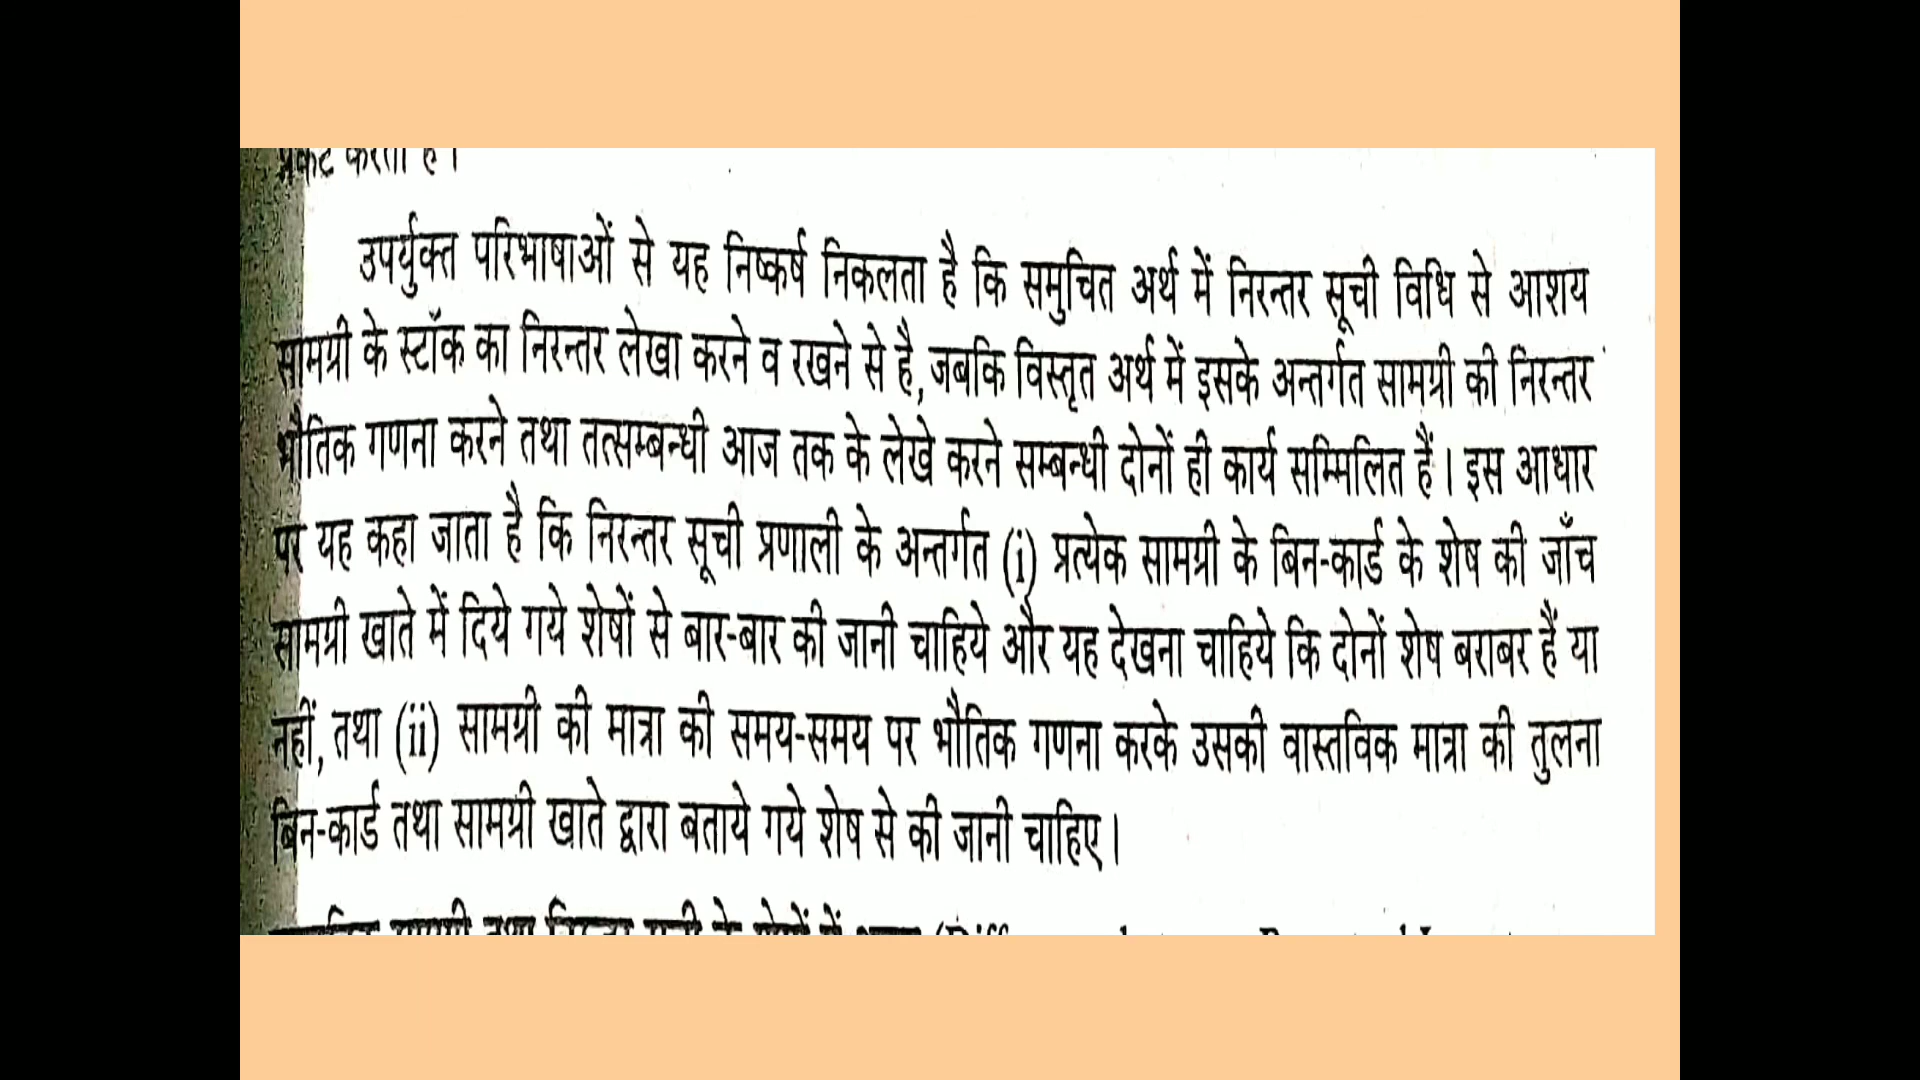 प्रकट करता है।
उपर्युक्त परिभाषाओं से यह निष्कर्ष निकलता है कि समुचित अर्थ में निरन्तर सूची विधि से आशय
सामग्री के स्टॉक का निरन्तर लेखा करने व रखने से है, जबकि विस्तृत अर्थ में इसके अन्तर्गत सामग्री की निरन्तर
भौतिक गणना करने तथा तत्सम्बन्धी आज तक के लेखे करने सम्बन्धी दोनों ही कार्य सम्मिलित हैं। इस आधार
पर यह कहा जाता है कि निरन्तर सूची प्रणाली के अन्तर्गत (i) प्रत्येक सामग्री के बिन-कार्ड के शेष की जाँच
सामग्री खाते में दिये गये शेषों से बार-बार की जानी चाहिये और यह देखना चाहिये कि दोनों शेष बराबर हैं या
नहीं, तथा (ii) सामग्री की मात्रा की समय-समय पर भौतिक गणना करके उसकी वास्तविक मात्रा की तुलना
बिन-कार्ड तथा सामग्री खाते द्वारा बताये गये शेष से की जानी चाहिए।